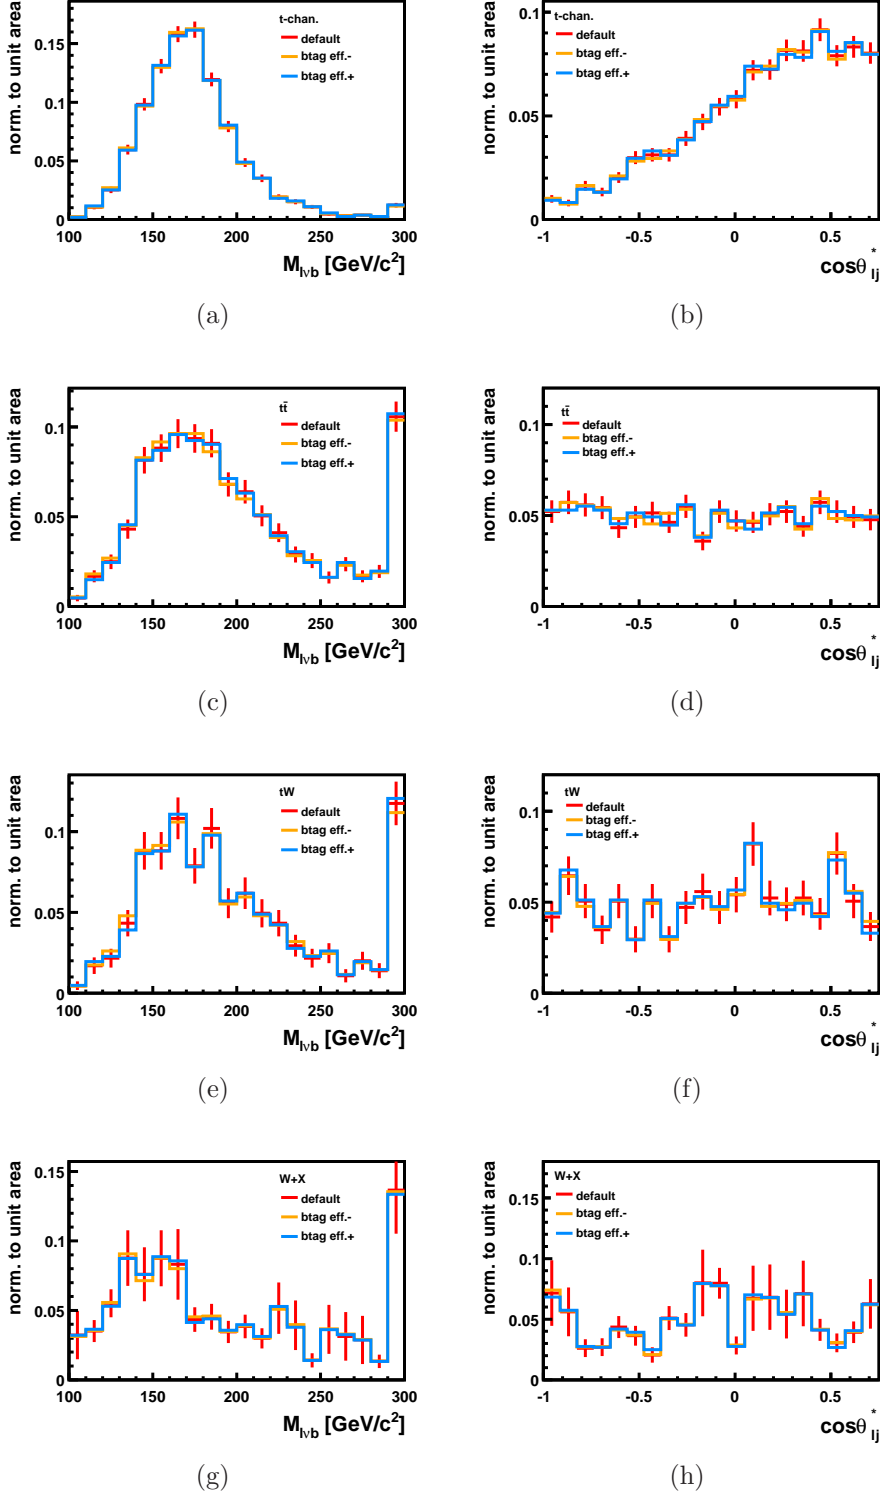 norm. to unit area
0.15
0.1
0.05
0
t-chan.
default
btag eff.-
btag eff.+
100 150 200 250 300
M_lνb [GeV/c²]
(a)
norm. to unit area
0.1
0.05
0
t-chan.
default
btag eff.-
btag eff.+
-1 -0.5 0 0.5
cosθ*_lj
(b)
norm. to unit area
0.1
0.05
0
tt̄
default
btag eff.-
btag eff.+
100 150 200 250 300
M_lνb [GeV/c²]
(c)
norm. to unit area
0.1
0.05
0
tt̄
default
btag eff.-
btag eff.+
-1 -0.5 0 0.5
cosθ*_lj
(d)
norm. to unit area
0.1
0.05
0
tW
default
btag eff.-
btag eff.+
100 150 200 250 300
M_lνb [GeV/c²]
(e)
norm. to unit area
0.1
0.05
0
tW
default
btag eff.-
btag eff.+
-1 -0.5 0 0.5
cosθ*_lj
(f)
norm. to unit area
0.15
0.1
0.05
0
W+X
default
btag eff.-
btag eff.+
100 150 200 250 300
M_lνb [GeV/c²]
(g)
norm. to unit area
0.15
0.1
0.05
0
W+X
default
btag eff.-
btag eff.+
-1 -0.5 0 0.5
cosθ*_lj
(h)